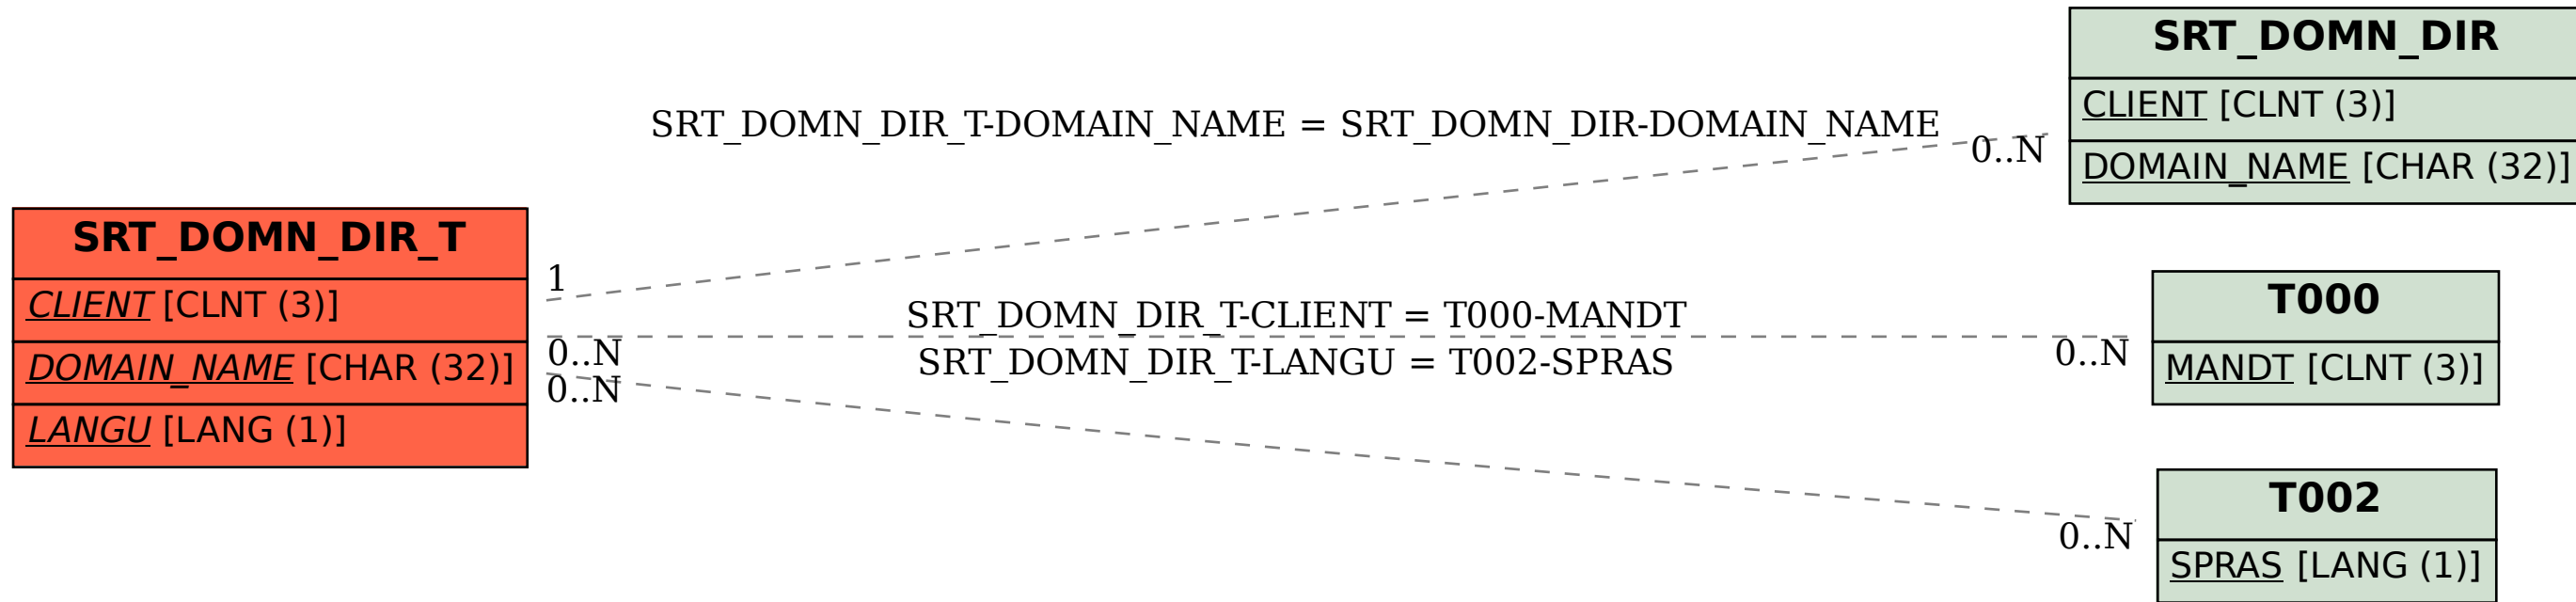 SRT_DOMN_DIR
CLIENT [CLNT (3)]
DOMAIN_NAME [CHAR (32)]
SRT_DOMN_DIR_T-DOMAIN_NAME = SRT_DOMN_DIR-DOMAIN_NAME
0..N
SRT_DOMN_DIR_T
CLIENT [CLNT (3)]
DOMAIN_NAME [CHAR (32)]
LANGU [LANG (1)]
1
SRT_DOMN_DIR_T-CLIENT = T000-MANDT
0..N
0..N
SRT_DOMN_DIR_T-LANGU = T002-SPRAS
0..N
0..N
T000
MANDT [CLNT (3)]
T002
SPRAS [LANG (1)]